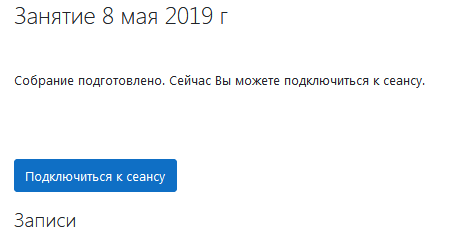 Занятие 8 мая 2019 г
Собрание подготовлено. Сейчас Вы можете подключиться к сеансу.
Подключиться к сеансу
Записи